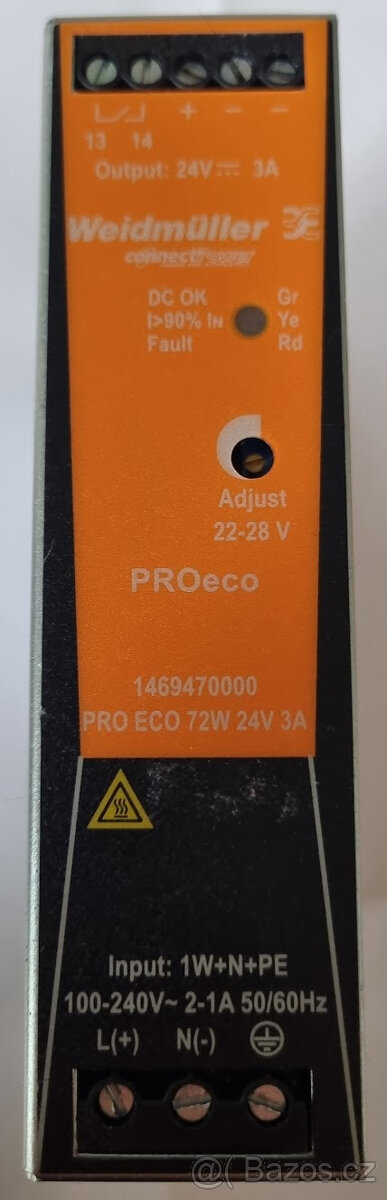 + − −
13 14
Output: 24V⎓ 3A
Weidmüller
connectPower
DC OK Gr
I>90% IN Ye
Fault Rd
Adjust
22-28 V
PROeco
1469470000
PRO ECO 72W 24V 3A
Input: 1W+N+PE
100-240V~ 2-1A 50/60Hz
L(+) N(-)
@( Bazos.cz